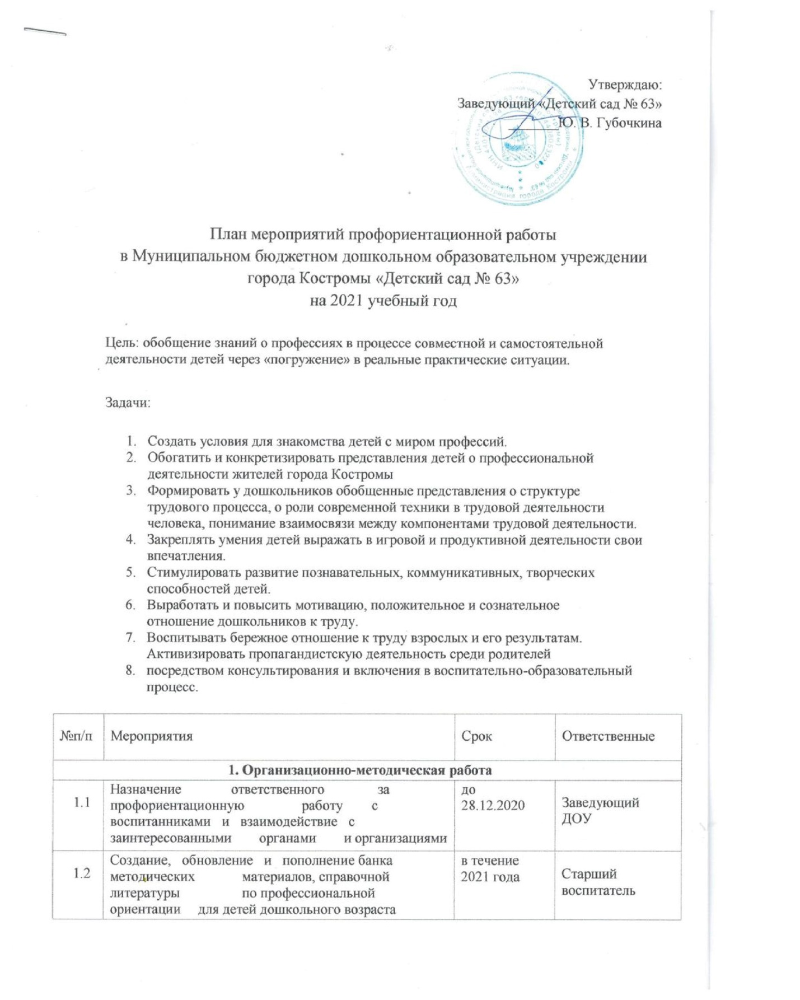 Утверждаю:
Заведующий «Детский сад № 63»
Ю. В. Губочкина
План мероприятий профориентационной работы
в Муниципальном бюджетном дошкольном образовательном учреждении
города Костромы «Детский сад № 63»
на 2021 учебный год
Цель: обобщение знаний о профессиях в процессе совместной и самостоятельной
деятельности детей через «погружение» в реальные практические ситуации.
Задачи:
1. Создать условия для знакомства детей с миром профессий.
2. Обогатить и конкретизировать представления детей о профессиональной
деятельности жителей города Костромы
3. Формировать у дошкольников обобщенные представления о структуре
трудового процесса, о роли современной техники в трудовой деятельности
человека, понимание взаимосвязи между компонентами трудовой деятельности.
4. Закреплять умения детей выражать в игровой и продуктивной деятельности свои
впечатления.
5. Стимулировать развитие познавательных, коммуникативных, творческих
способностей детей.
6. Выработать и повысить мотивацию, положительное и сознательное
отношение дошкольников к труду.
7. Воспитывать бережное отношение к труду взрослых и его результатам.
Активизировать пропагандистскую деятельность среди родителей
8. посредством консультирования и включения в воспитательно-образовательный
процесс.
№п/п Мероприятия Срок Ответственные
1. Организационно-методическая работа
1.1
Назначение ответственного за
профориентационную работу с
воспитанниками и взаимодействие с
заинтересованными органами и организациями
до
28.12.2020
Заведующий
ДОУ
1.2
Создание, обновление и пополнение банка
методических материалов, справочной
литературы по профессиональной
ориентации для детей дошкольного возраста
в течение
2021 года
Старший
воспитатель